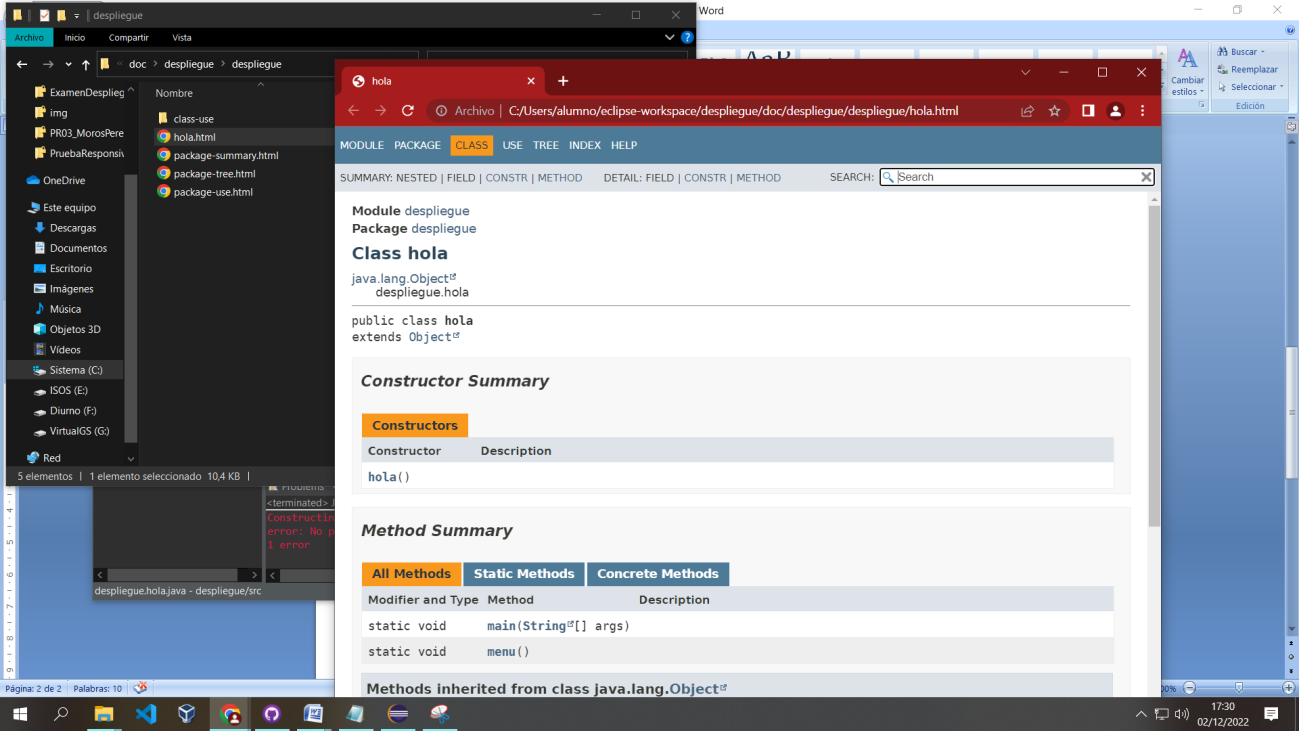 despliegue
Word
Archivo Inicio Compartir Vista
doc despliegue despliegue
Buscar
Reemplazar
Seleccionar
Edición
Cambiar
estilos
Nombre
img
OneDrive
Este equipo
Descargas
Documentos
Escritorio
Imágenes
Música
Objetos 3D
Vídeos
Sistema (C:)
ISOS (E:)
Diurno (F:)
VirtualGS (G:)
Red
class-use
hola.html
package-summary.html
package-tree.html
package-use.html
5 elementos 1 elemento seleccionado 10,4 KB
hola
Archivo C:/Users/alumno/eclipse-workspace/despliegue/doc/despliegue/despliegue/hola.html
MODULE PACKAGE CLASS USE TREE INDEX HELP
SUMMARY: NESTED | FIELD | CONSTR | METHOD DETAIL: FIELD | CONSTR | METHOD SEARCH: Search
Module despliegue
Package despliegue
Class hola
java.lang.Object
despliegue.hola
public class hola
extends Object
Constructor Summary
Constructors
Constructor Description
hola()
Method Summary
All Methods Static Methods Concrete Methods
Modifier and Type Method Description
static void main(String[] args)
static void menu()
Methods inherited from class java.lang.Object
Problems
<terminated>
error: No
1 error
despliegue.hola.java - despliegue/src
Página: 2 de 2 Palabras: 10
17:30
02/12/2022